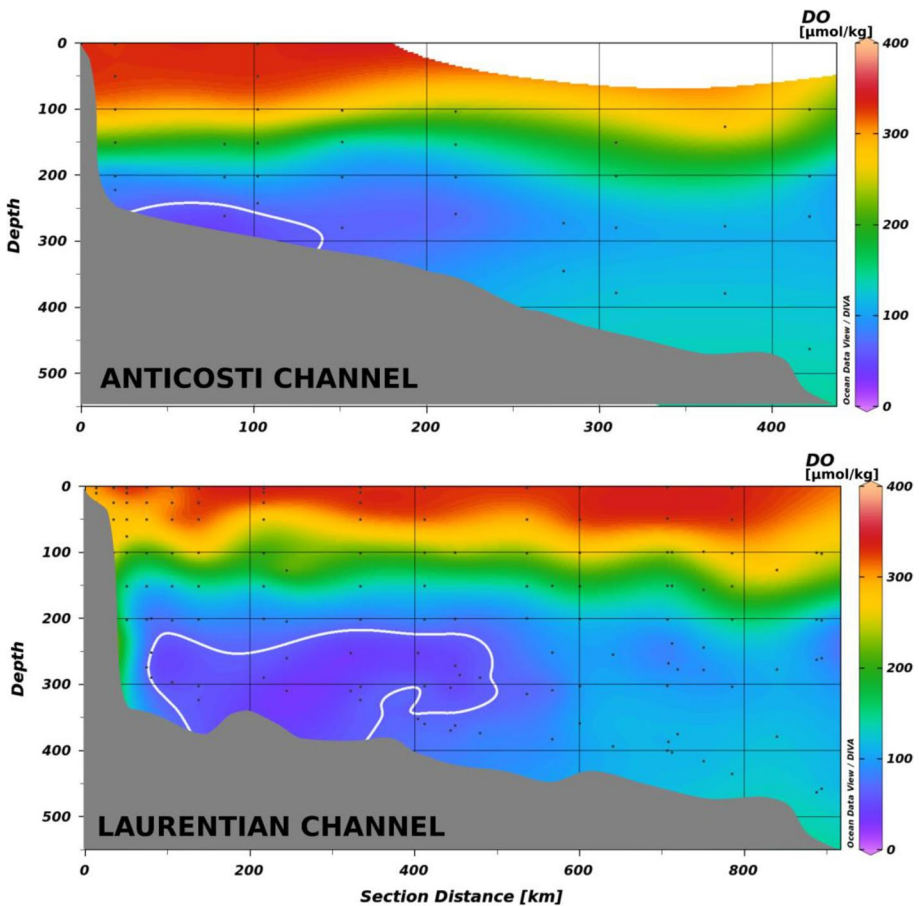 DO
[µmol/kg]
0
100
200
300
400
500
Depth
400
300
200
100
0
Ocean Data View / DIVA
ANTICOSTI CHANNEL
0
100
200
300
400
DO
[µmol/kg]
0
100
200
300
400
500
Depth
400
300
200
100
0
Ocean Data View / DIVA
LAURENTIAN CHANNEL
0
200
400
600
800
Section Distance [km]